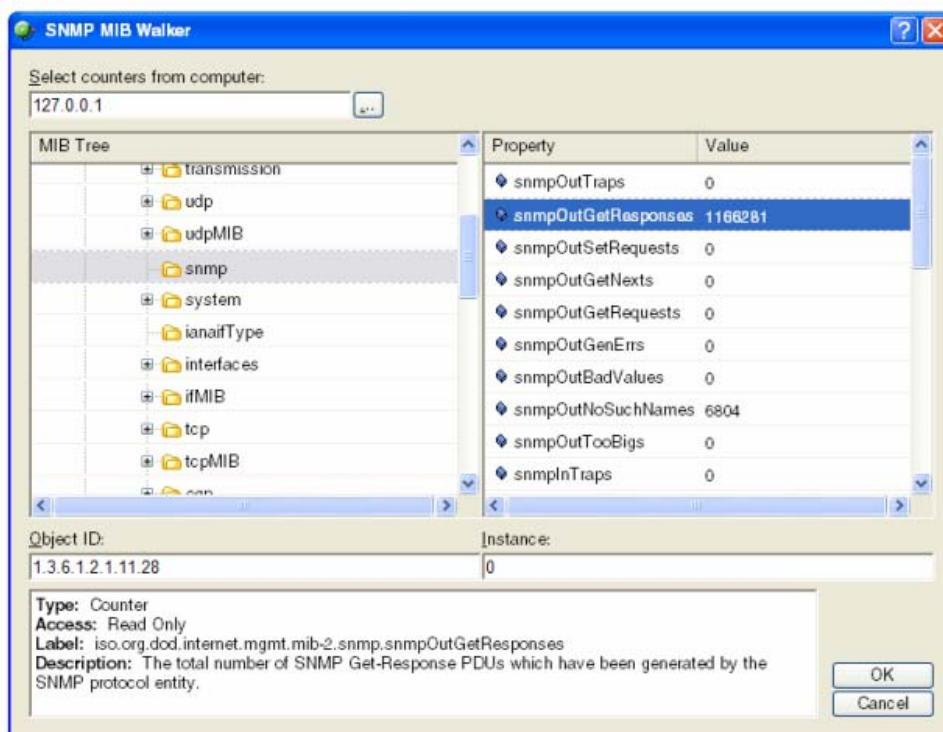 SNMP MIB Walker
Select counters from computer:
127.0.0.1
...
MIB Tree
transmission
udp
udpMIB
snmp
system
ianaifType
interfaces
ifMIB
tcp
tcpMIB
egp
Property Value
snmpOutTraps 0
snmpOutGetResponses 1166281
snmpOutSetRequests 0
snmpOutGetNexts 0
snmpOutGetRequests 0
snmpOutGenErrs 0
snmpOutBadValues 0
snmpOutNoSuchNames 6804
snmpOutTooBigs 0
snmpInTraps 0
Object ID:
1.3.6.1.2.1.11.28
Instance:
0
Type: Counter
Access: Read Only
Label: iso.org.dod.internet.mgmt.mib-2.snmp.snmpOutGetResponses
Description: The total number of SNMP Get-Response PDUs which have been generated by the
SNMP protocol entity.
OK
Cancel